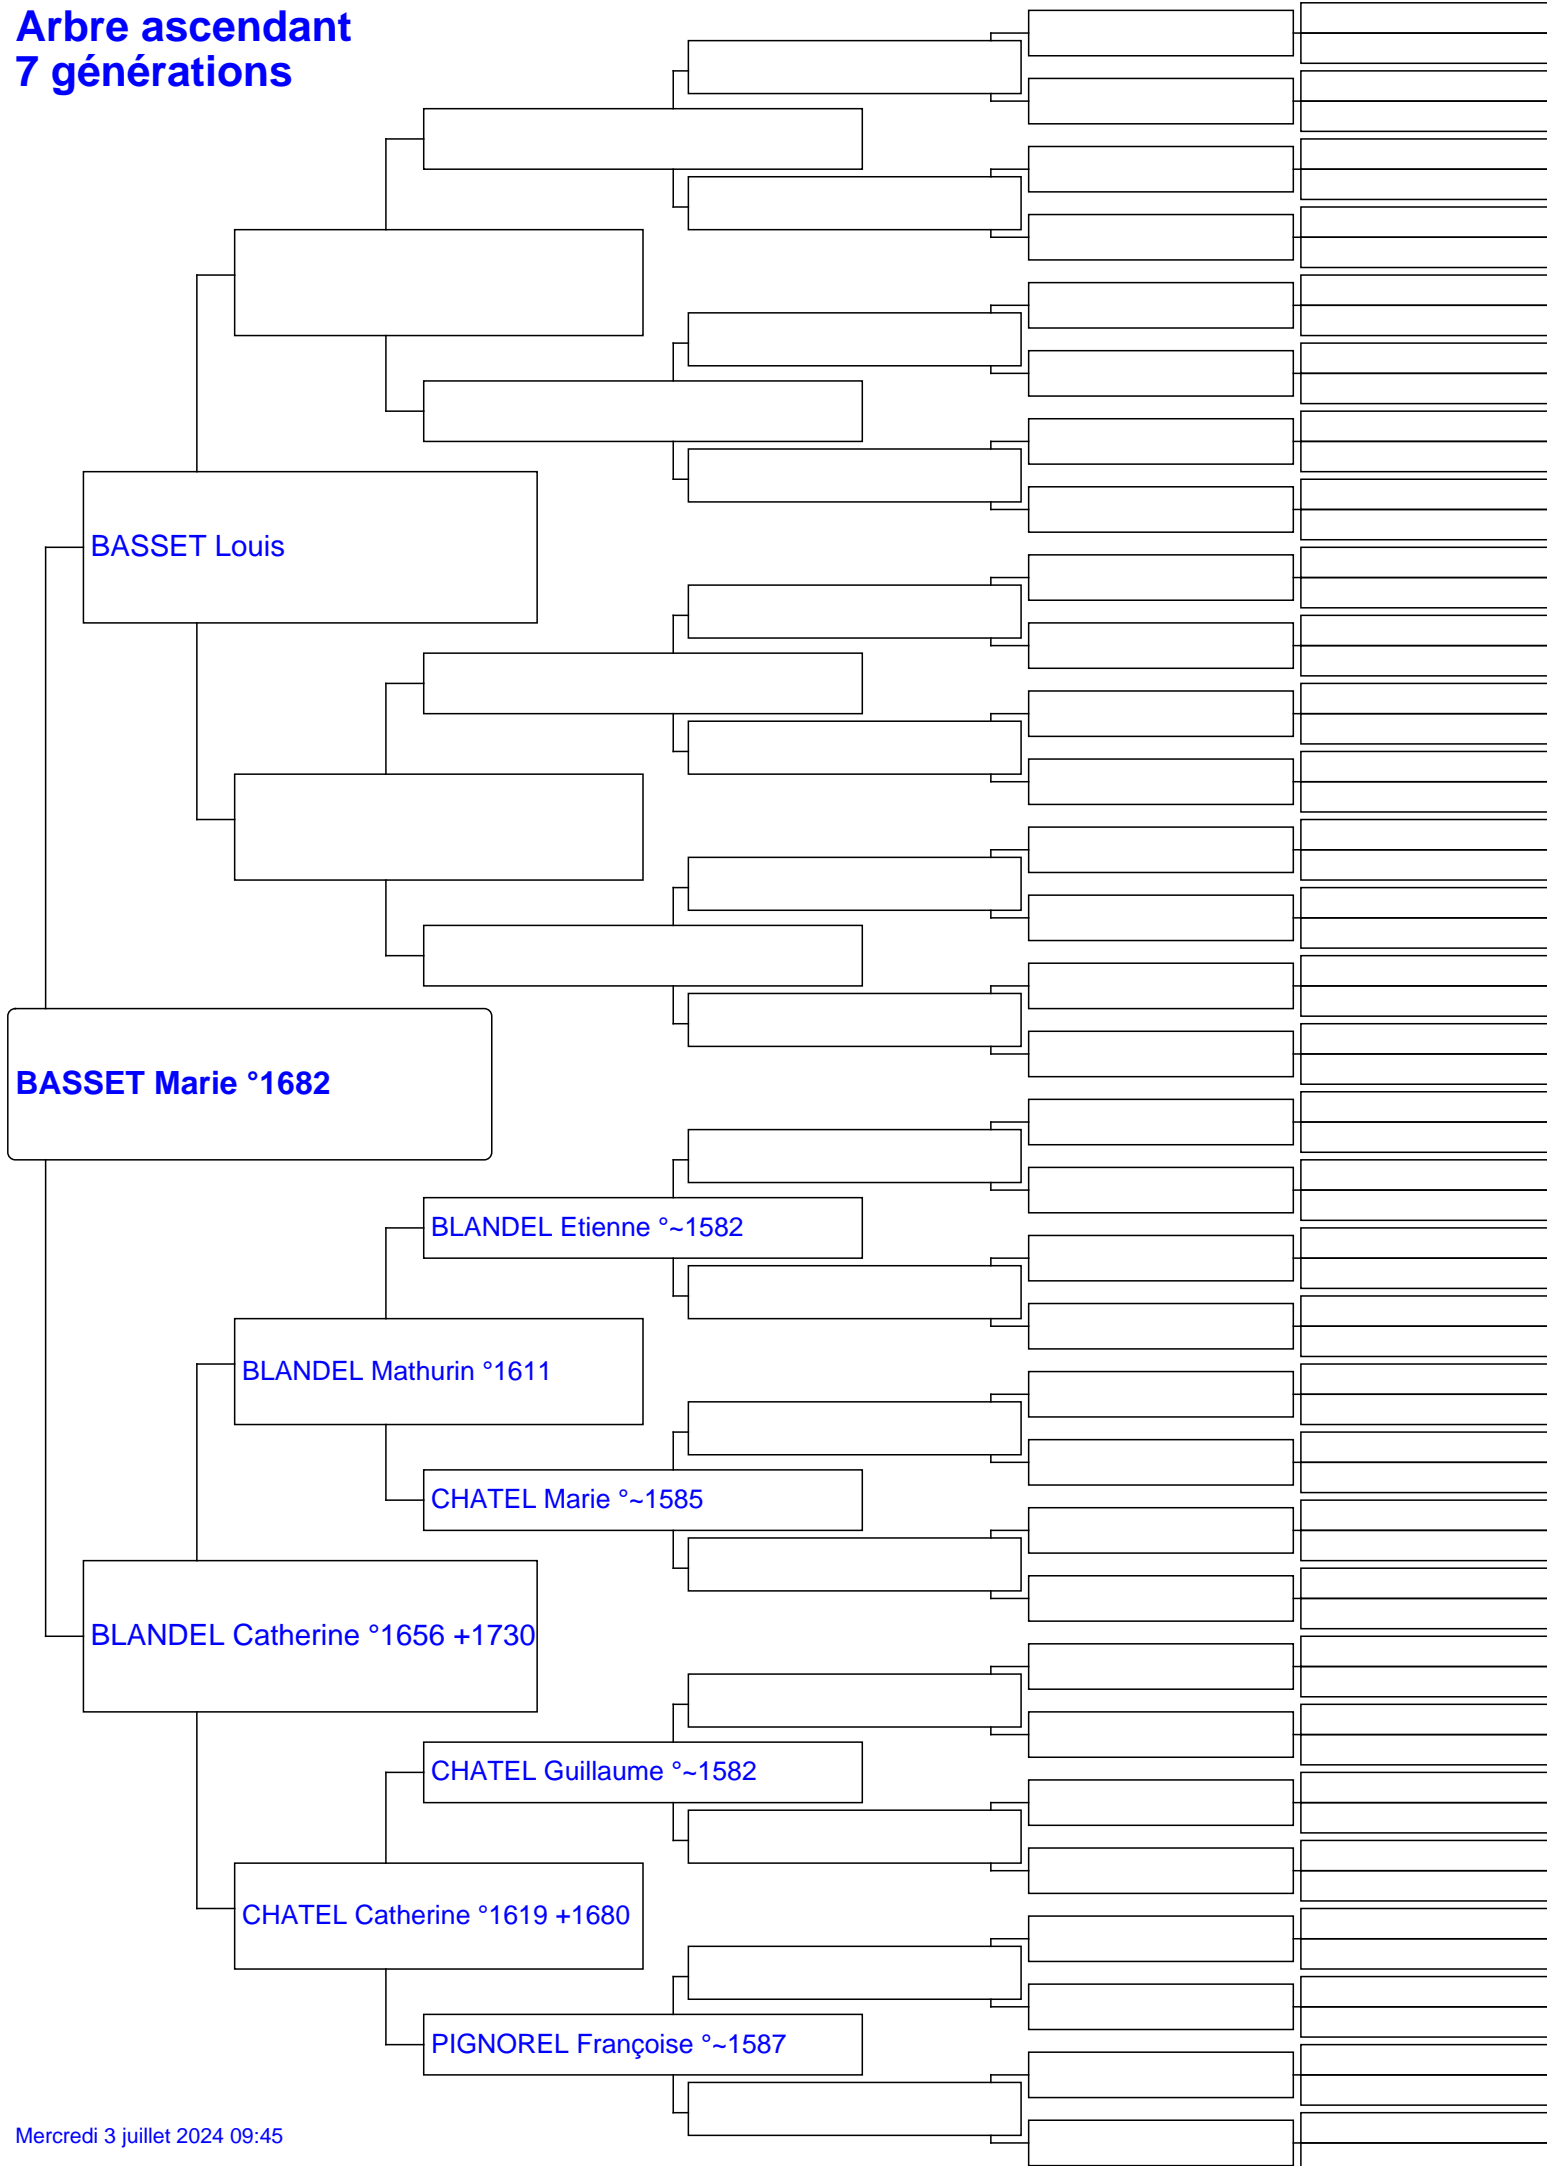 Arbre ascendant
7 générations
BASSET Louis
BASSET Marie °1682
BLANDEL Etienne °~1582
BLANDEL Mathurin °1611
CHATEL Marie °~1585
BLANDEL Catherine °1656 +1730
CHATEL Guillaume °~1582
CHATEL Catherine °1619 +1680
PIGNOREL Françoise °~1587
Mercredi 3 juillet 2024 09:45